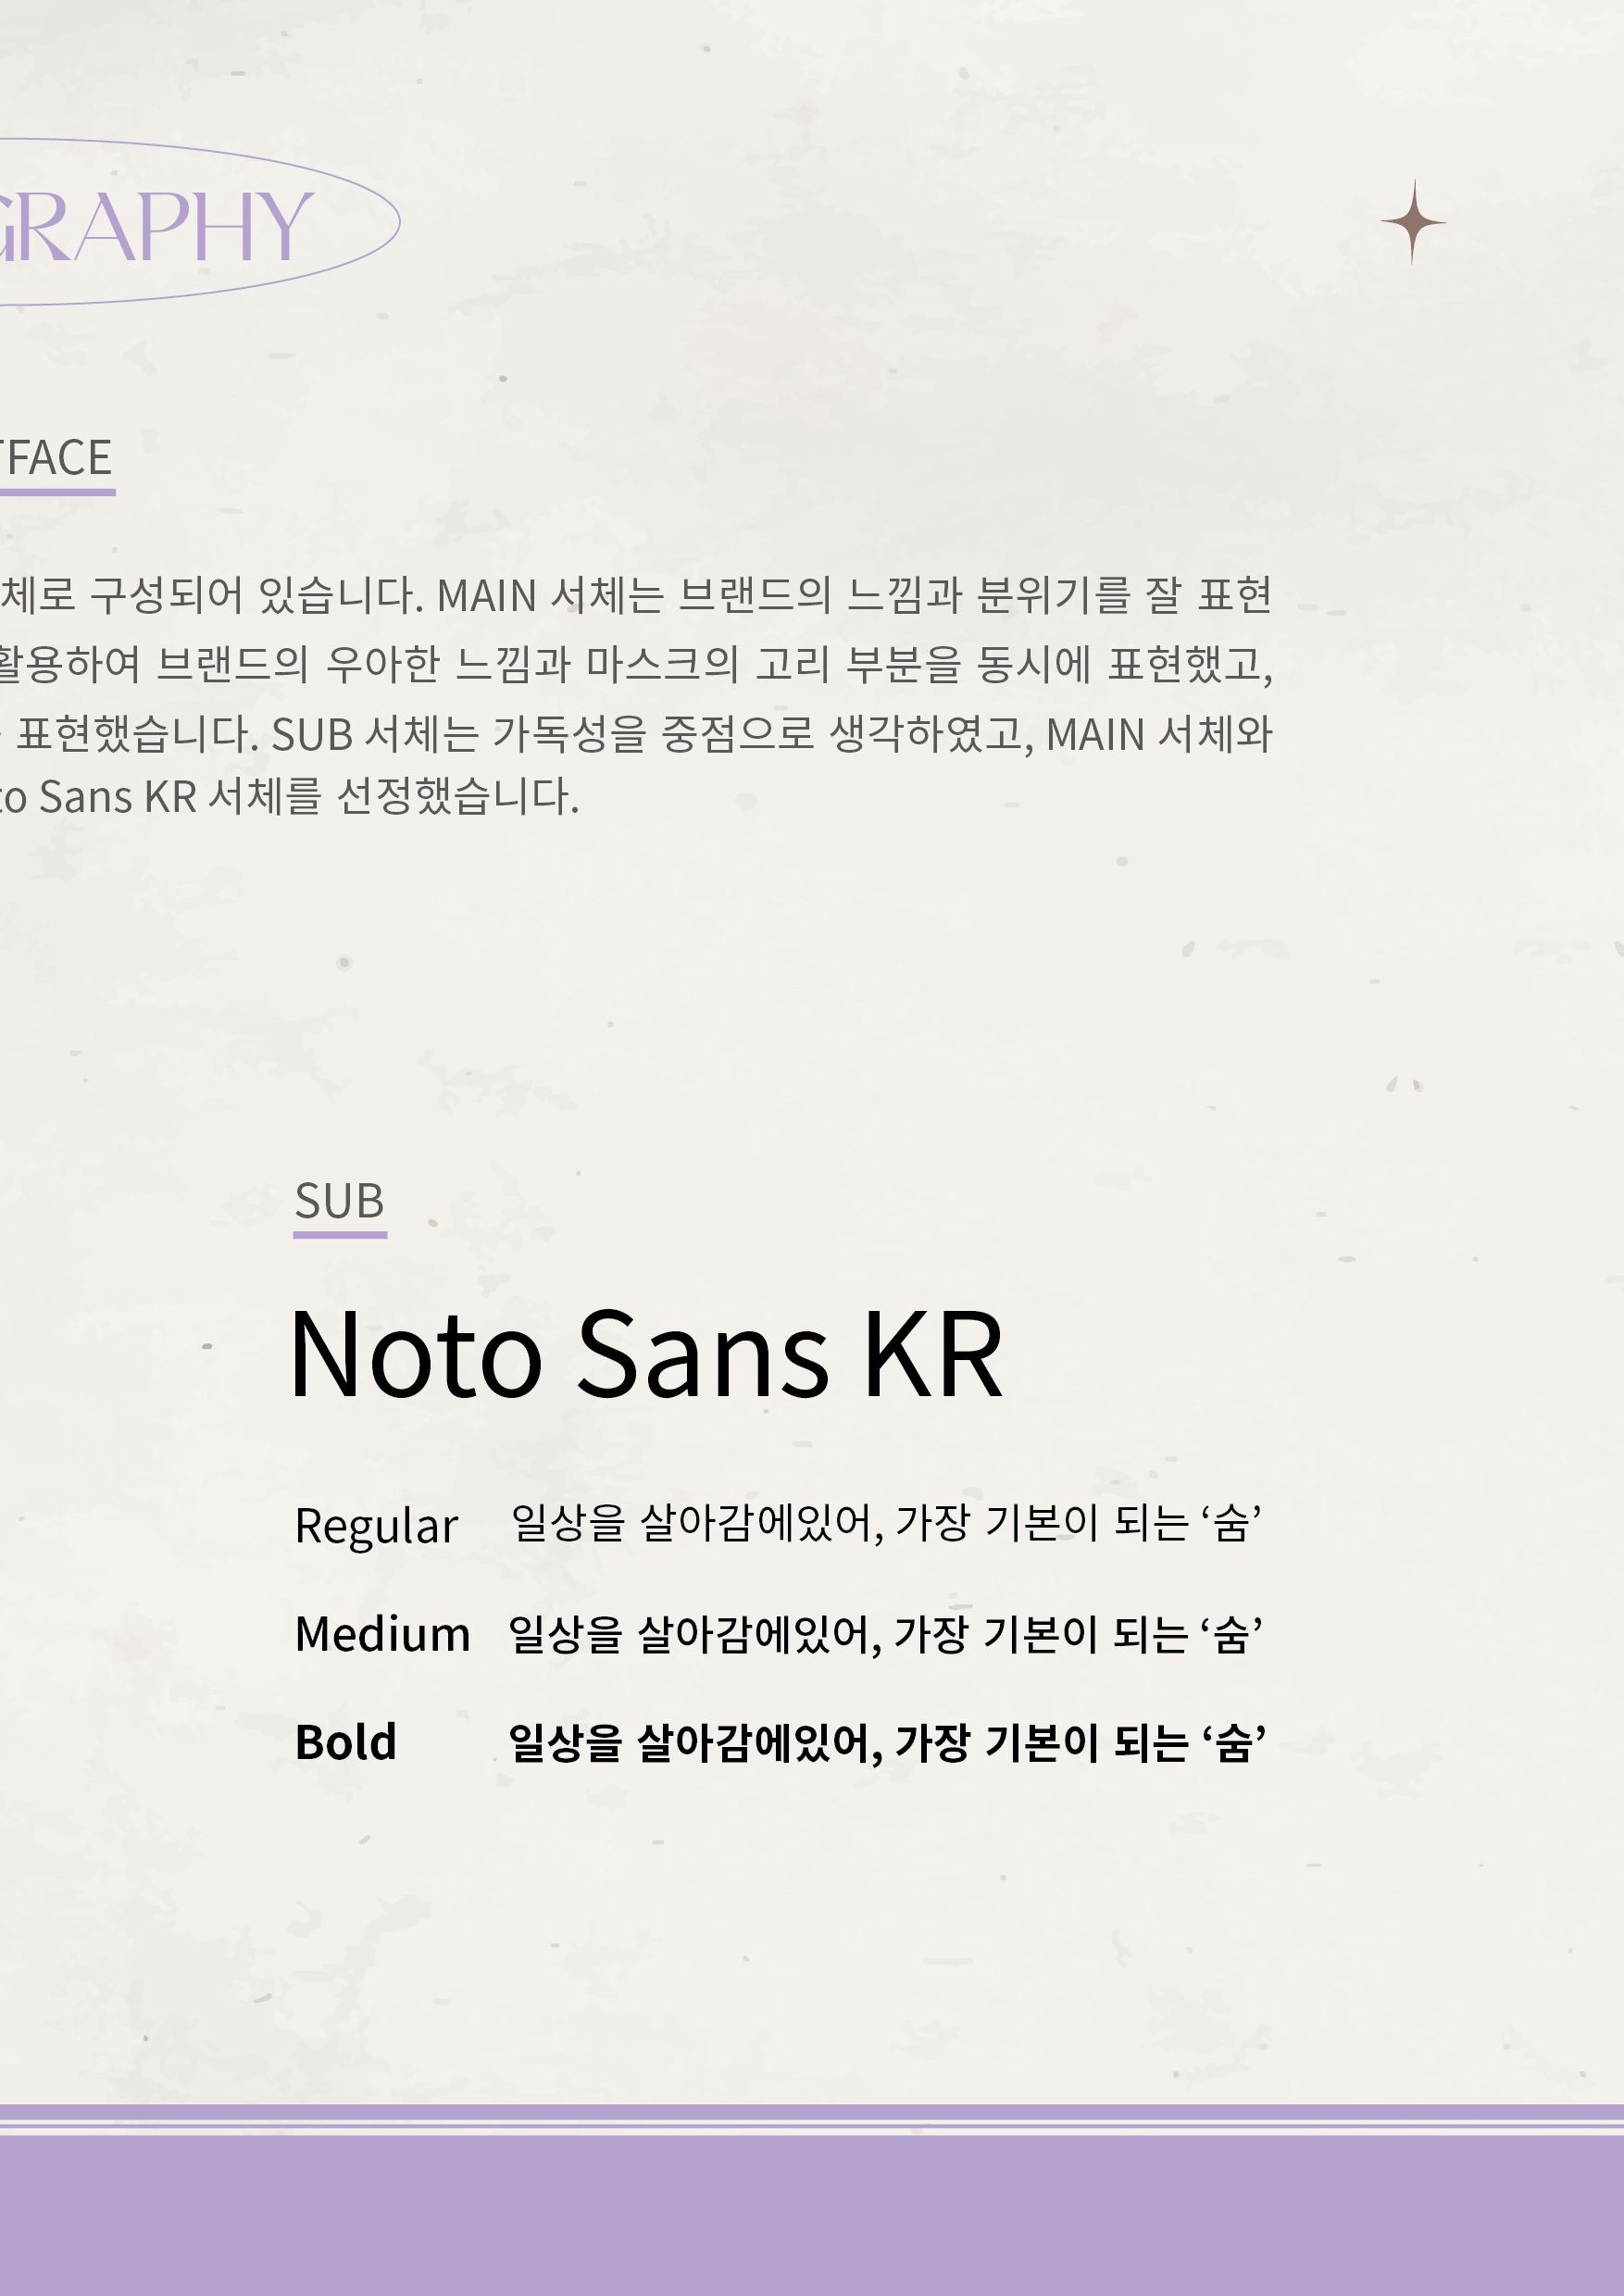 GRAPHY
TFACE
체로 구성되어 있습니다. MAIN 서체는 브랜드의 느낌과 분위기를 잘 표현
활용하여 브랜드의 우아한 느낌과 마스크의 고리 부분을 동시에 표현했고,
표현했습니다. SUB 서체는 가독성을 중점으로 생각하였고, MAIN 서체와
to Sans KR 서체를 선정했습니다.
SUB
Noto Sans KR
Regular 일상을 살아감에있어, 가장 기본이 되는 ‘숨’
Medium 일상을 살아감에있어, 가장 기본이 되는 ‘숨’
Bold 일상을 살아감에있어, 가장 기본이 되는 ‘숨’